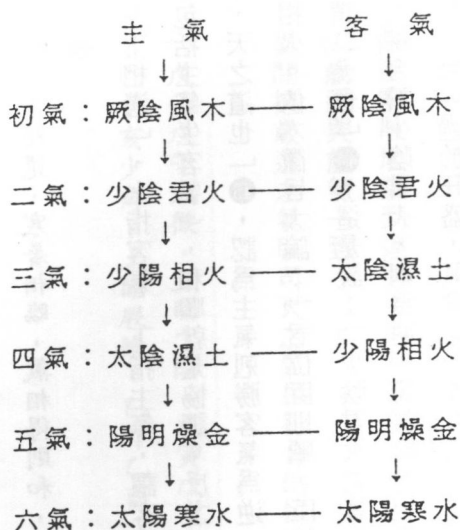 主氣 客氣
↓ ↓
初氣：厥陰風木──厥陰風木
↓ ↓
二氣：少陰君火──少陰君火
↓ ↓
三氣：少陽相火──太陰濕土
↓ ↓
四氣：太陰濕土──少陽相火
↓ ↓
五氣：陽明燥金──陽明燥金
↓ ↓
六氣：太陽寒水──太陽寒水